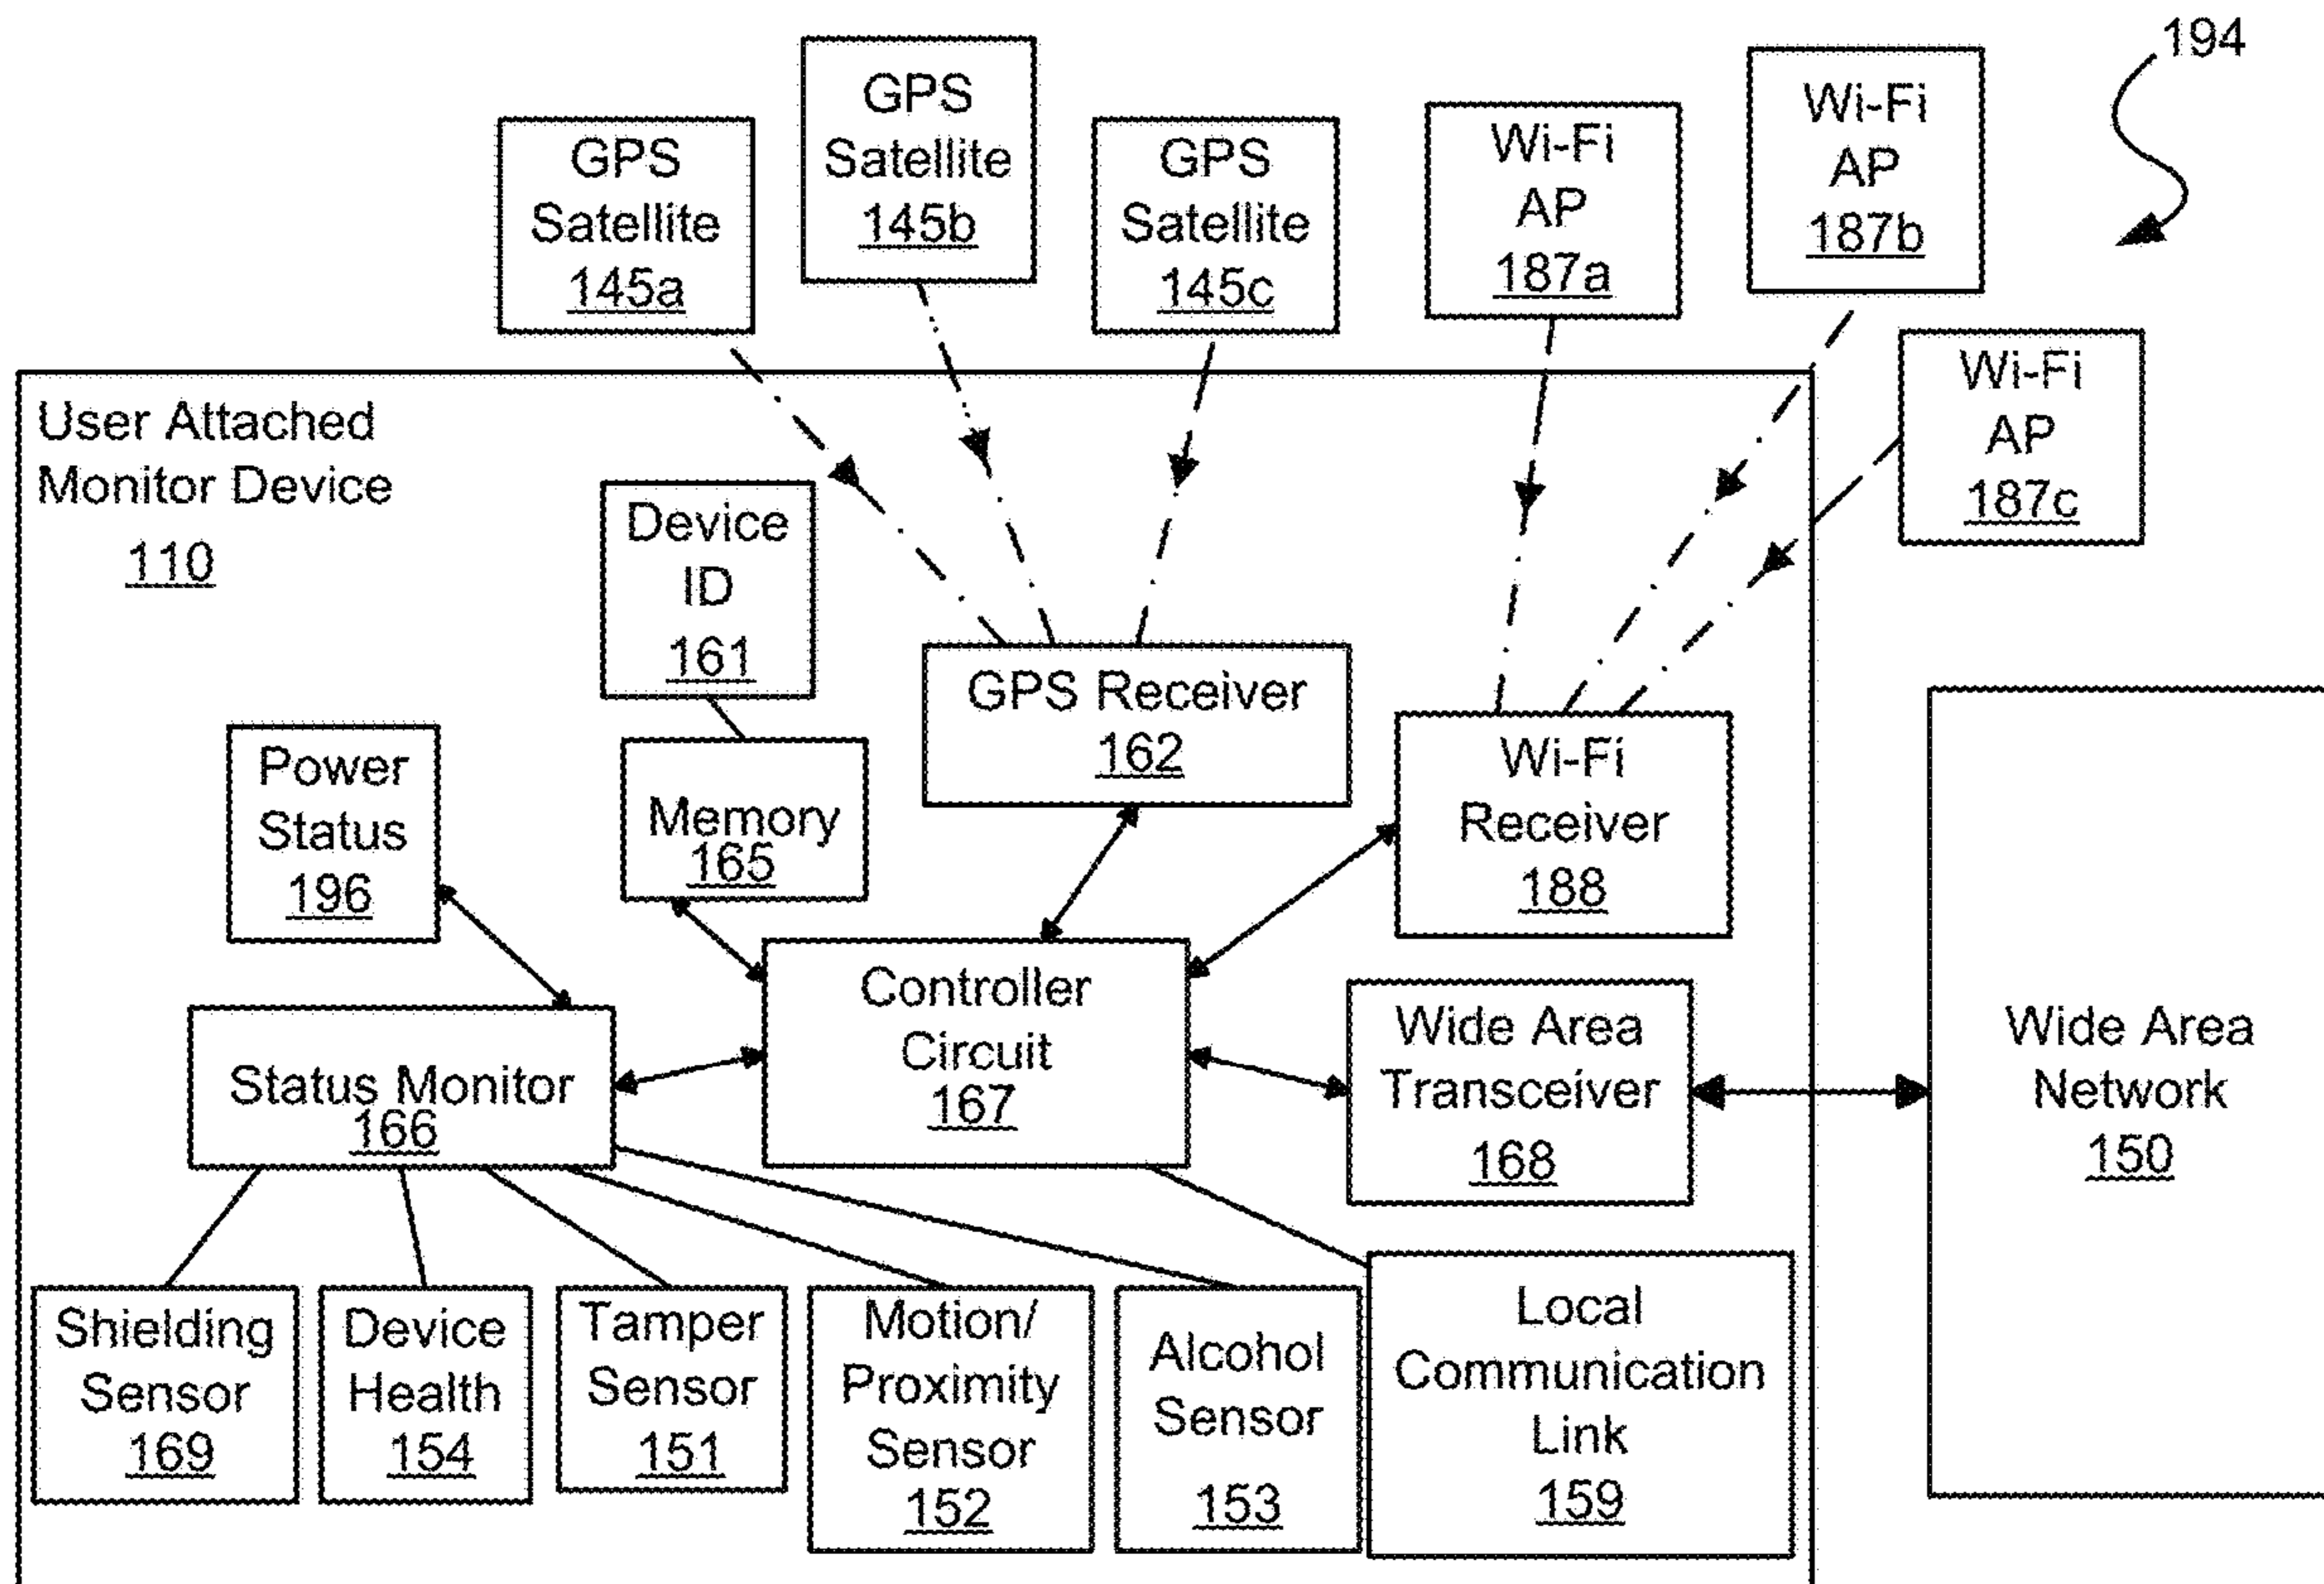 194
GPS
Satellite
145a
GPS
Satellite
145b
GPS
Satellite
145c
Wi-Fi
AP
187a
Wi-Fi
AP
187b
Wi-Fi
AP
187c
User Attached
Monitor Device
110
Device
ID
161
GPS Receiver
162
Wi-Fi
Receiver
188
Power
Status
196
Memory
165
Controller
Circuit
167
Status Monitor
166
Wide Area
Transceiver
168
Wide Area
Network
150
Shielding
Sensor
169
Device
Health
154
Tamper
Sensor
151
Motion/
Proximity
Sensor
152
Alcohol
Sensor
153
Local
Communication
Link
159